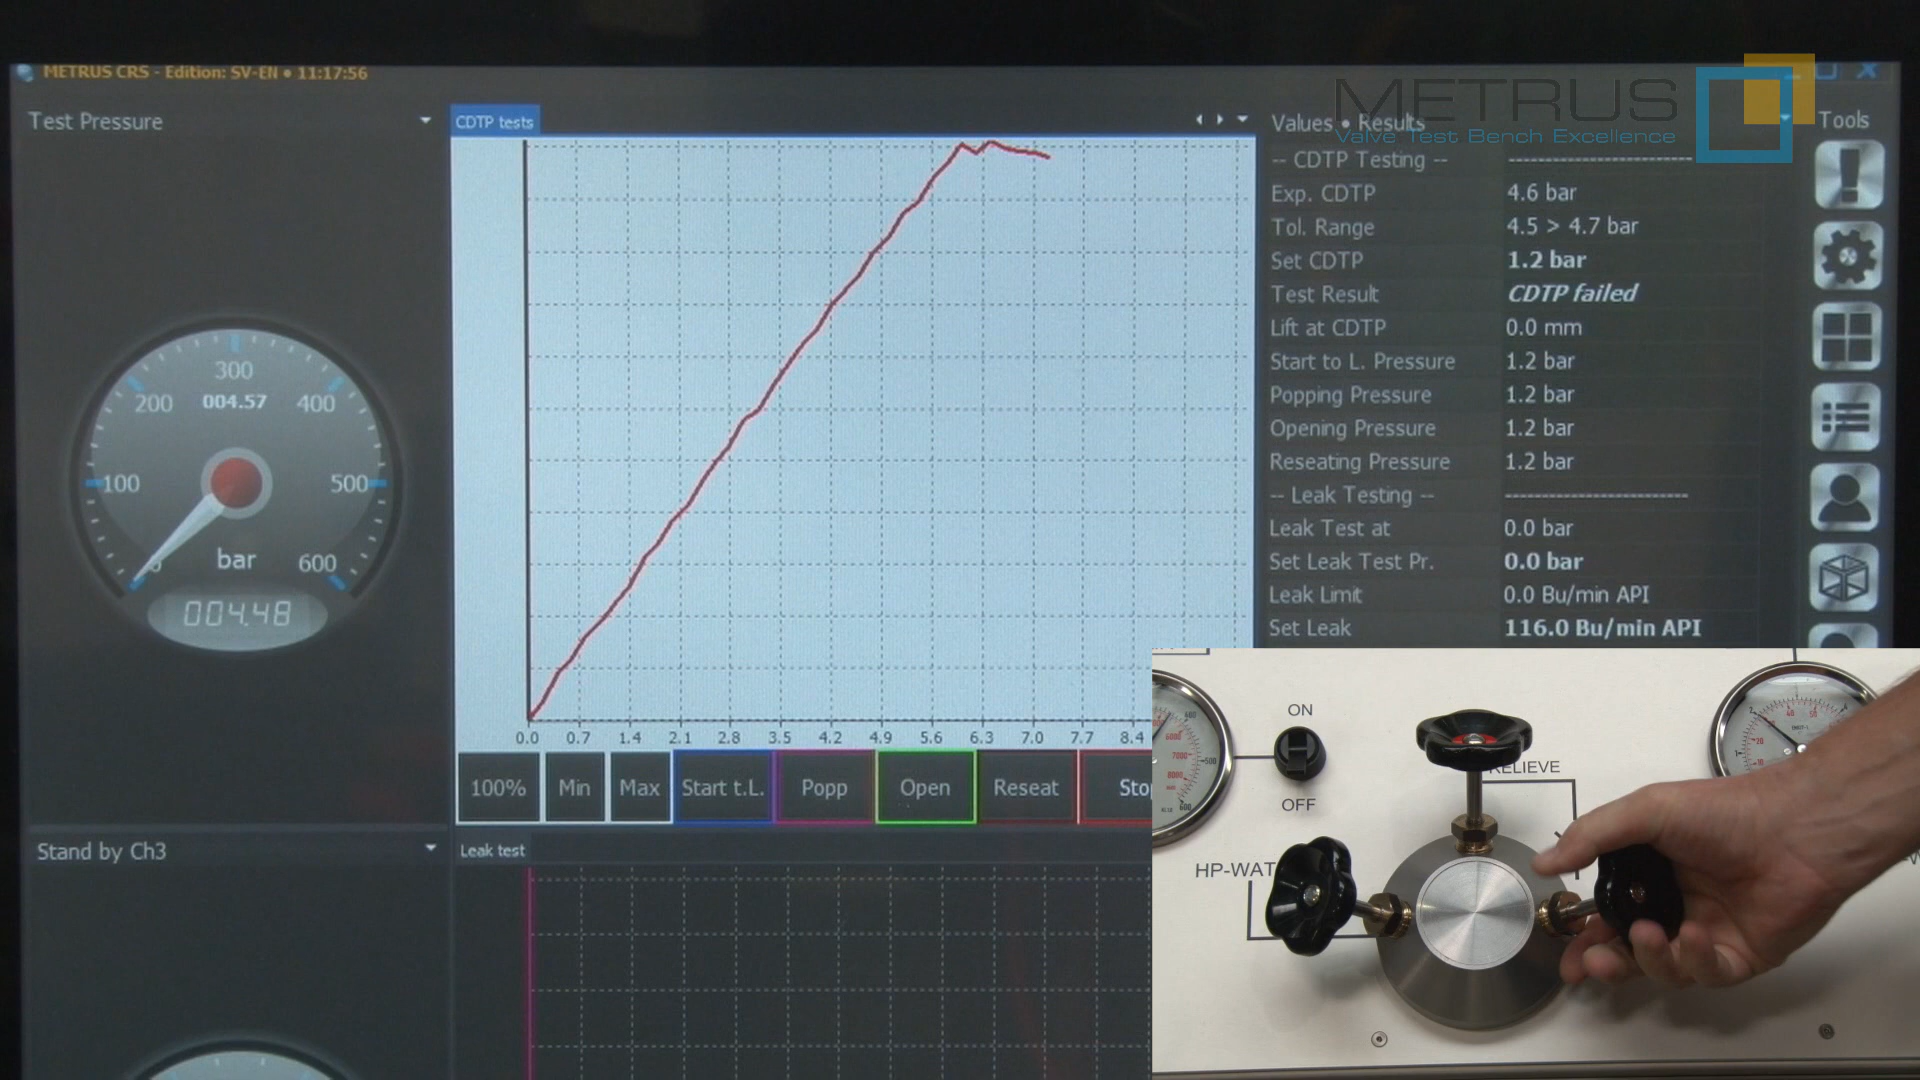 METRUS CRS - Edition: SV-EN • 11:17:56
METRUS
Valve Test Bench Excellence
Test Pressure
CDTP tests
Values • Results
Tools
-- CDTP Testing --
Exp. CDTP 4.6 bar
Tol. Range 4.5 > 4.7 bar
Set CDTP 1.2 bar
Test Result CDTP failed
Lift at CDTP 0.0 mm
Start to L. Pressure 1.2 bar
Popping Pressure 1.2 bar
Opening Pressure 1.2 bar
Reseating Pressure 1.2 bar
-- Leak Testing --
Leak Test at 0.0 bar
Set Leak Test Pr. 0.0 bar
Leak Limit 0.0 Bu/min API
Set Leak 116.0 Bu/min API
300
200 004.57 400
100 500
bar 600
004.48
0.0 0.7 1.4 2.1 2.8 3.5 4.2 4.9 5.6 6.3 7.0 7.7 8.4
100% Min Max Start t.L. Popp Open Reseat Sto
Stand by Ch3
Leak test
ON
OFF
RELIEVE
HP-WAT